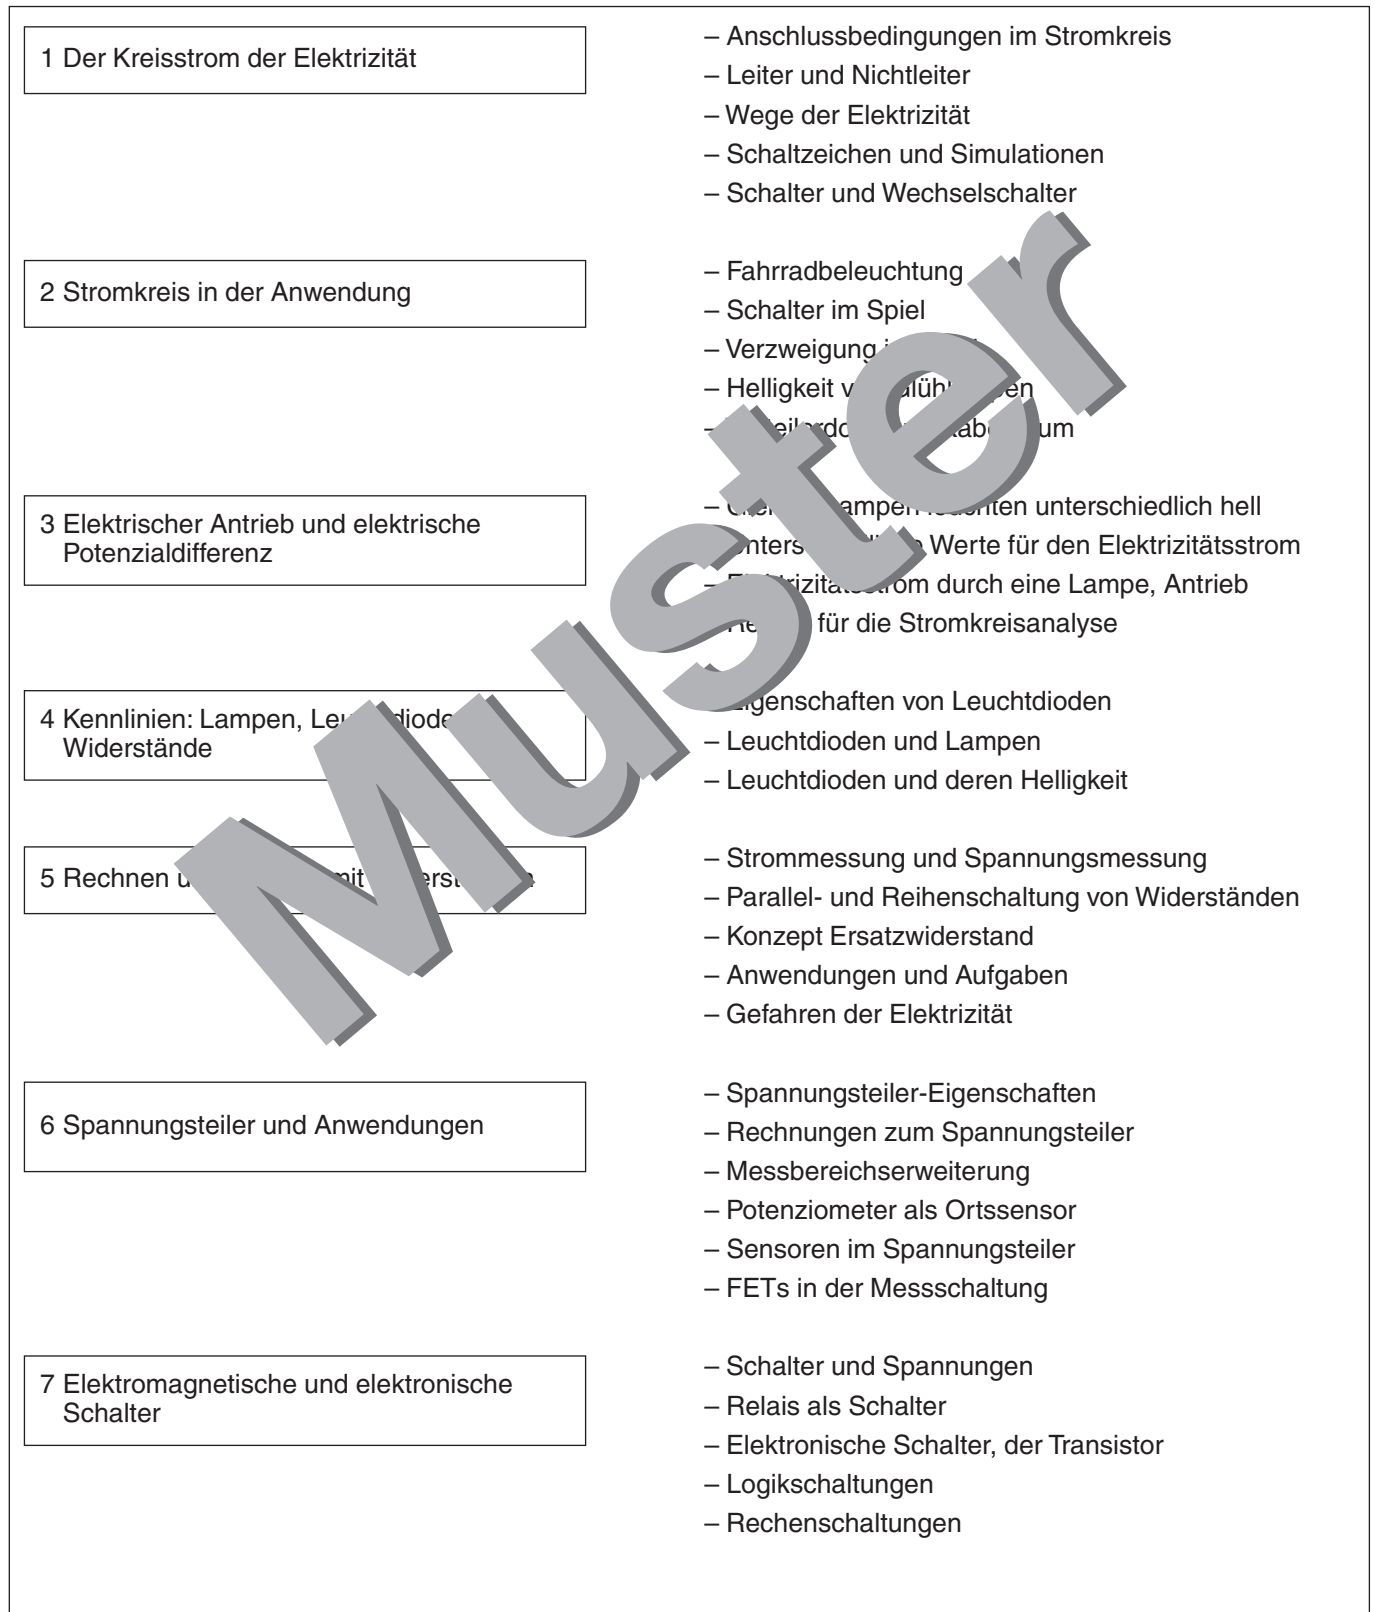 1 Der Kreisstrom der Elektrizität
– Anschlussbedingungen im Stromkreis
– Leiter und Nichtleiter
– Wege der Elektrizität
– Schaltzeichen und Simulationen
– Schalter und Wechselschalter
2 Stromkreis in der Anwendung
– Fahrradbeleuchtung
– Schalter im Spiel
– Verzweigung
– Helligkeit
3 Elektrischer Antrieb und elektrische
Potenzialdifferenz
– leuchten unterschiedlich hell
Werte für den Elektrizitätsstrom
– Elektrizitätsstrom durch eine Lampe, Antrieb
für die Stromkreisanalyse
4 Kennlinien: Lampen, Leuchtdioden
Widerstände
– Eigenschaften von Leuchtdioden
– Leuchtdioden und Lampen
– Leuchtdioden und deren Helligkeit
5 Rechnen mit
– Strommessung und Spannungsmessung
– Parallel- und Reihenschaltung von Widerständen
– Konzept Ersatzwiderstand
– Anwendungen und Aufgaben
– Gefahren der Elektrizität
6 Spannungsteiler und Anwendungen
– Spannungsteiler-Eigenschaften
– Rechnungen zum Spannungsteiler
– Messbereichserweiterung
– Potenziometer als Ortssensor
– Sensoren im Spannungsteiler
– FETs in der Messschaltung
7 Elektromagnetische und elektronische
Schalter
– Schalter und Spannungen
– Relais als Schalter
– Elektronische Schalter, der Transistor
– Logikschaltungen
– Rechenschaltungen
Muster